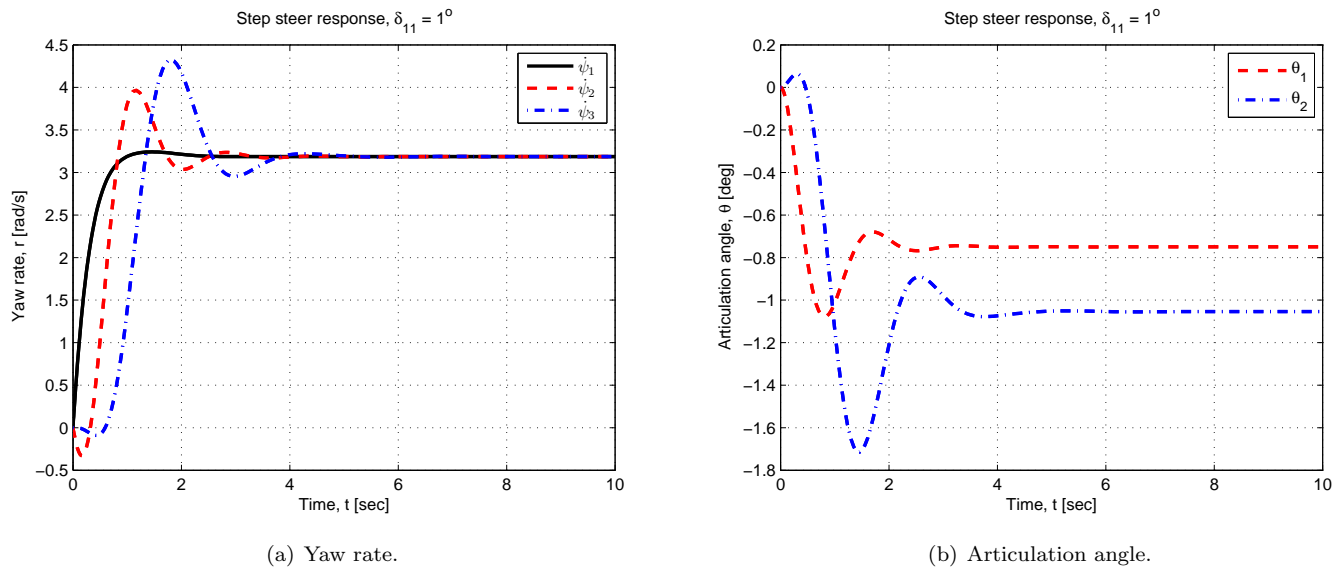 Step steer response, δ11 = 1o
4.5
4
3.5
3
2.5
2
1.5
1
0.5
0
−0.5
Yaw rate, r [rad/s]
0 2 4 6 8 10
Time, t [sec]
ψ̇1
ψ̇2
ψ̇3
(a) Yaw rate.
Step steer response, δ11 = 1o
0.2
0
−0.2
−0.4
−0.6
−0.8
−1
−1.2
−1.4
−1.6
−1.8
Articulation angle, θ [deg]
0 2 4 6 8 10
Time, t [sec]
θ1
θ2
(b) Articulation angle.